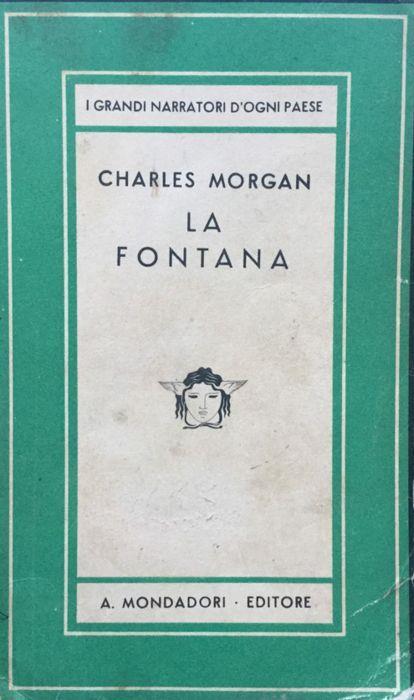 I GRANDI NARRATORI D'OGNI PAESE
CHARLES MORGAN
LA
FONTANA
A. MONDADORI · EDITORE